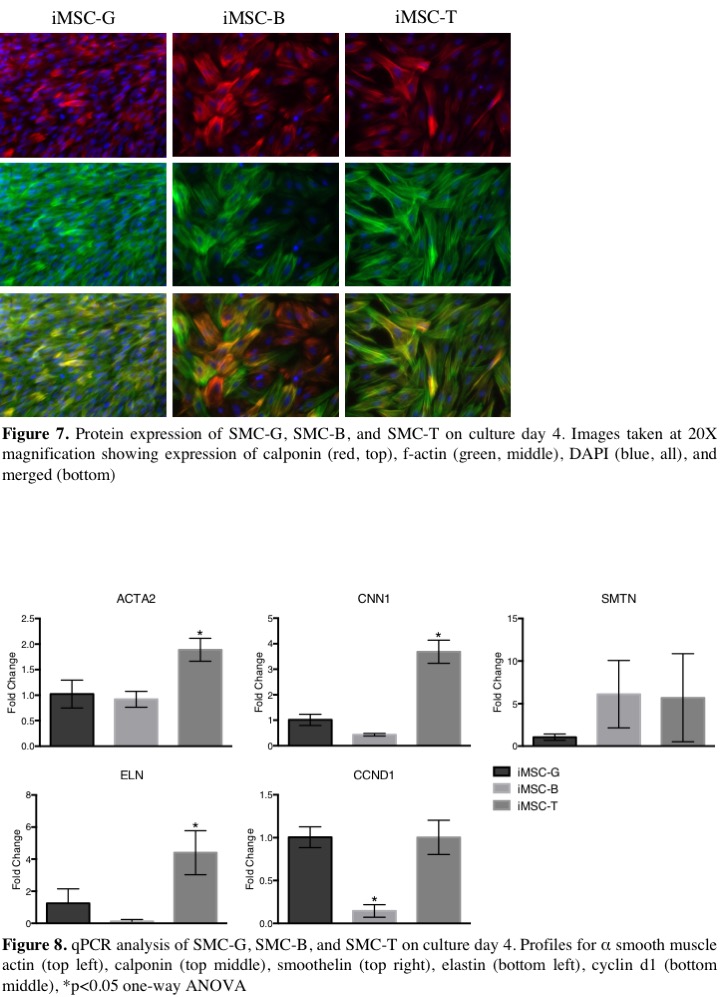 iMSC-G
iMSC-B
iMSC-T
Figure 7. Protein expression of SMC-G, SMC-B, and SMC-T on culture day 4. Images taken at 20X
magnification showing expression of calponin (red, top), f-actin (green, middle), DAPI (blue, all), and
merged (bottom)
ACTA2
Fold Change
2.5
2.0
1.5
1.0
0.5
0.0
*
CNN1
Fold Change
5
4
3
2
1
0
*
SMTN
Fold Change
15
10
5
0
ELN
Fold Change
8
6
4
2
0
*
CCND1
Fold Change
1.5
1.0
0.5
0.0
*
iMSC-G
iMSC-B
iMSC-T
Figure 8. qPCR analysis of SMC-G, SMC-B, and SMC-T on culture day 4. Profiles for α smooth muscle
actin (top left), calponin (top middle), smoothelin (top right), elastin (bottom left), cyclin d1 (bottom
middle), *p<0.05 one-way ANOVA